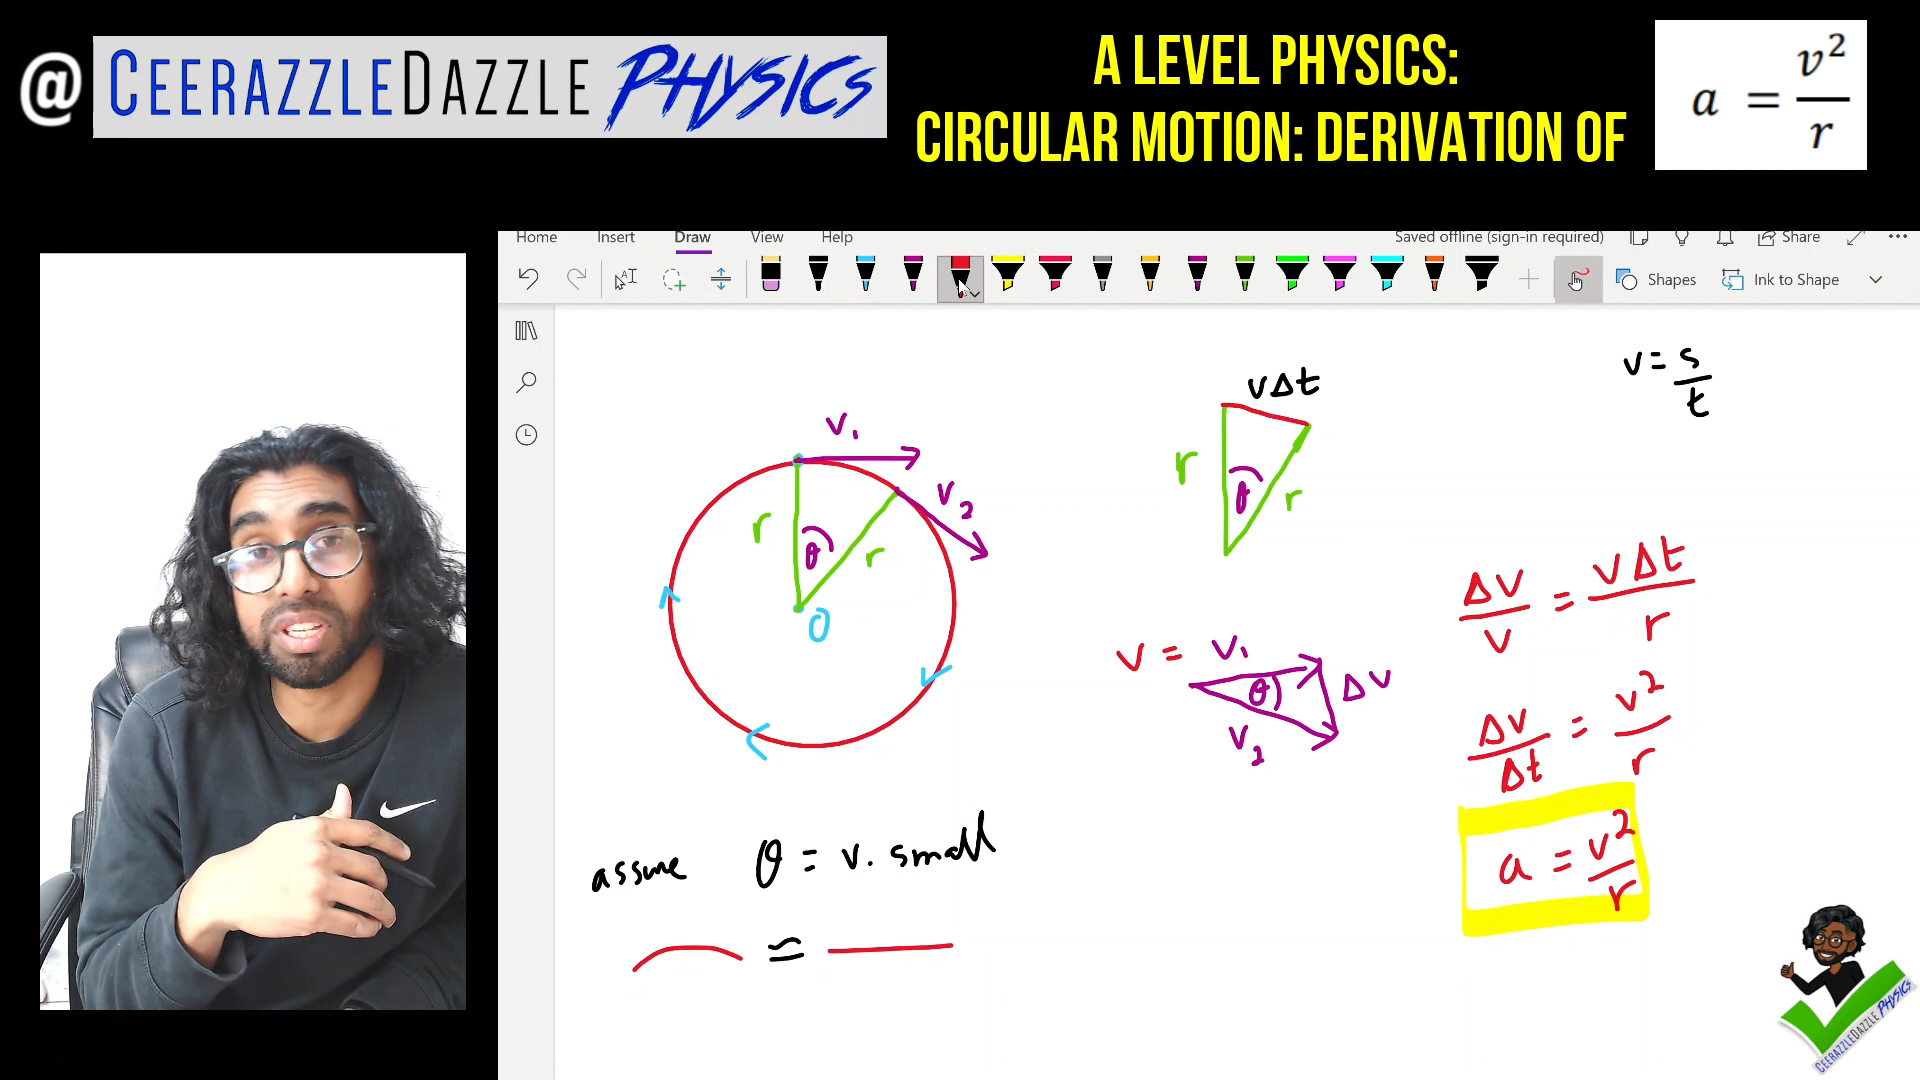 @ CEERAZZLEDAZZLE PHYSICS
A LEVEL PHYSICS:
CIRCULAR MOTION: DERIVATION OF
a = v²/r
Home Insert Draw View Help Saved offline (sign-in required) Share
Shapes Ink to Shape
v = s/t
vΔt
r θ r
v₁
v₂
r θ r
O
Δv/v = vΔt/r
v = v₁
θ Δv
v₂
Δv/Δt = v²/r
a = v²/r
assume θ = v. small
≈
CEERAZZLEDAZZLE PHYSICS